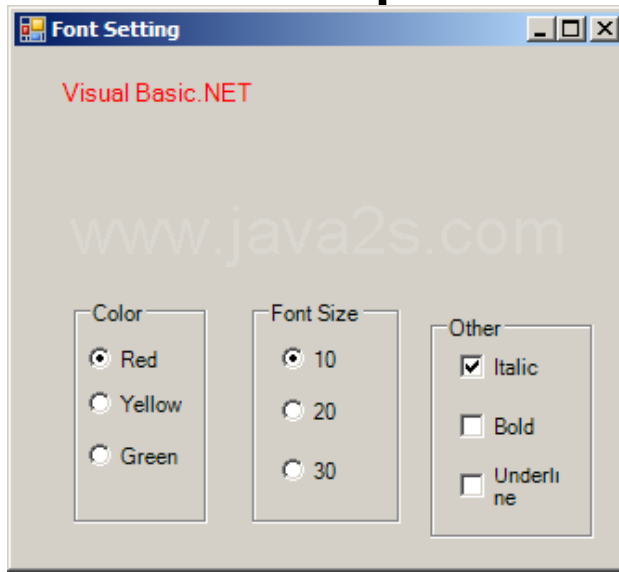 Font Setting
Visual Basic.NET
www.java2s.com
Color
Red
Yellow
Green
Font Size
10
20
30
Other
Italic
Bold
Underli
ne